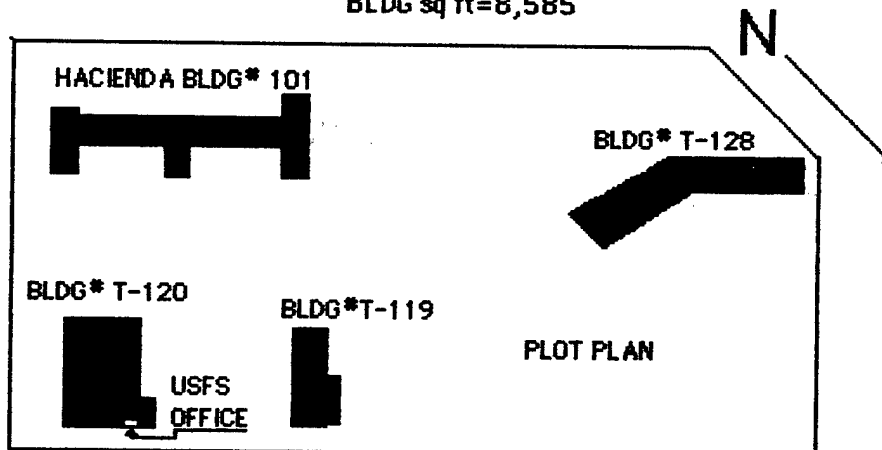 BLDG sq ft=8,585
N
HACIENDA BLDG# 101
BLDG# T-128
BLDG# T-120
BLDG#T-119
PLOT PLAN
USFS
OFFICE